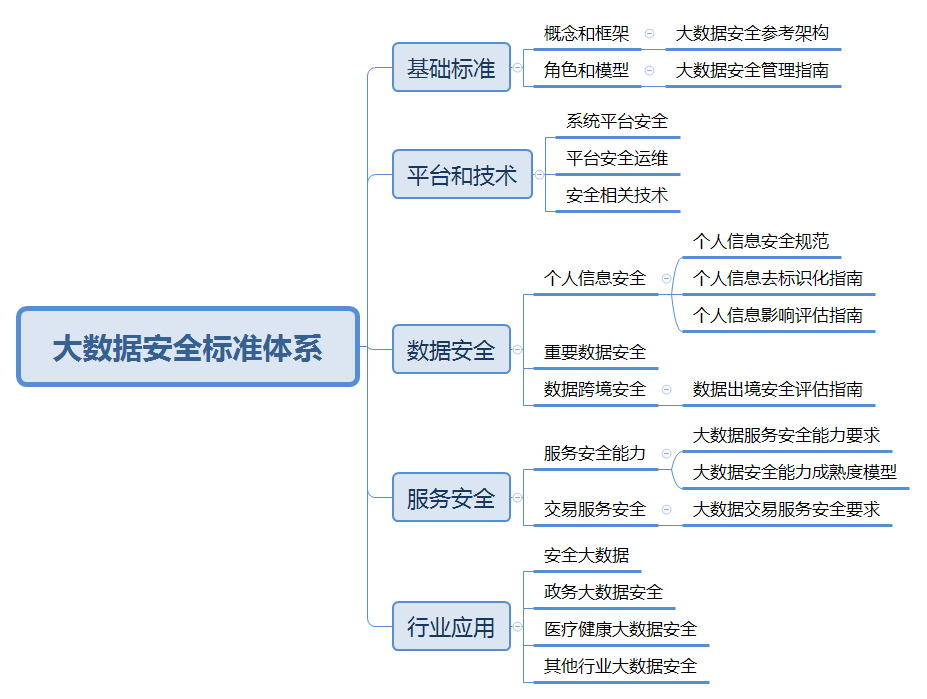 大数据安全标准体系
基础标准
概念和框架
大数据安全参考架构
角色和模型
大数据安全管理指南
平台和技术
系统平台安全
平台安全运维
安全相关技术
数据安全
个人信息安全
个人信息安全规范
个人信息去标识化指南
个人信息影响评估指南
重要数据安全
数据跨境安全
数据出境安全评估指南
服务安全
服务安全能力
大数据服务安全能力要求
大数据安全能力成熟度模型
交易服务安全
大数据交易服务安全要求
行业应用
安全大数据
政务大数据安全
医疗健康大数据安全
其他行业大数据安全